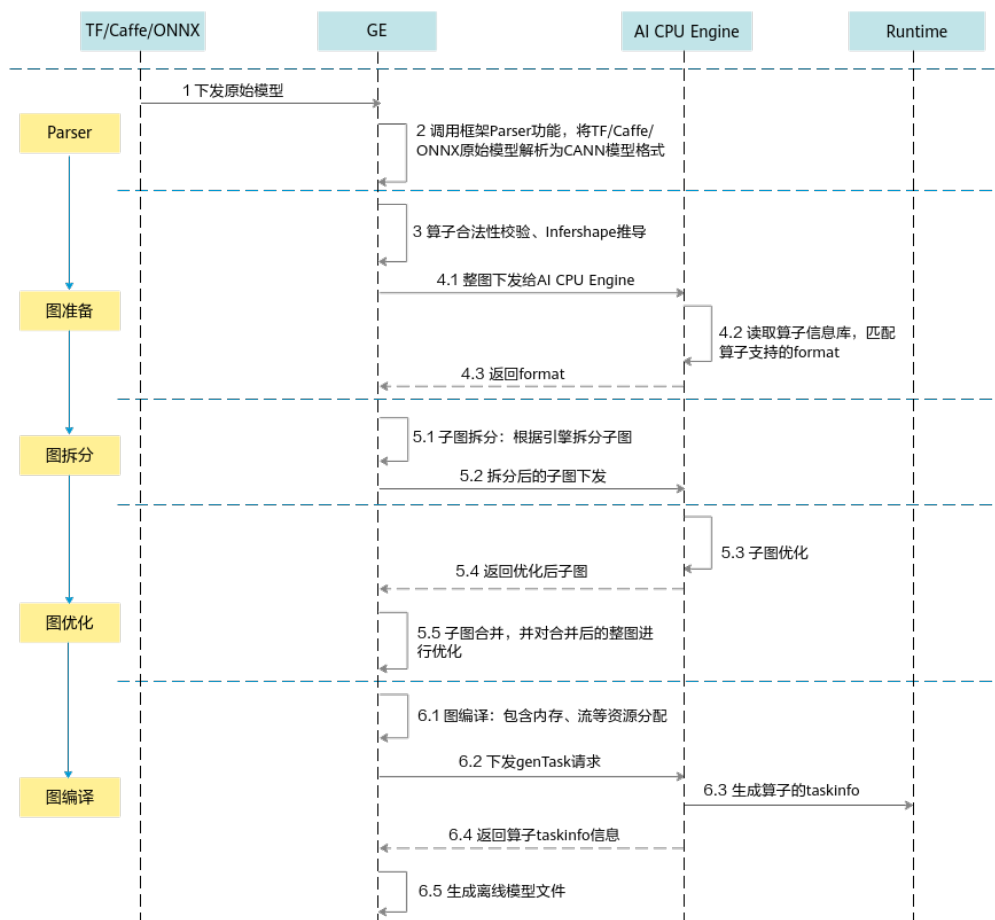 TF/Caffe/ONNX
GE
AI CPU Engine
Runtime
1 下发原始模型
Parser
2 调用框架Parser功能，将TF/Caffe/
ONNX原始模型解析为CANN模型格式
3 算子合法性校验、Infershape推导
4.1 整图下发给AI CPU Engine
图准备
4.2 读取算子信息库，匹配
算子支持的format
4.3 返回format
5.1 子图拆分：根据引擎拆分子图
图拆分
5.2 拆分后的子图下发
5.3 子图优化
5.4 返回优化后子图
图优化
5.5 子图合并，并对合并后的整图进
行优化
6.1 图编译：包含内存、流等资源分配
6.2 下发genTask请求
图编译
6.3 生成算子的taskinfo
6.4 返回算子taskinfo信息
6.5 生成离线模型文件